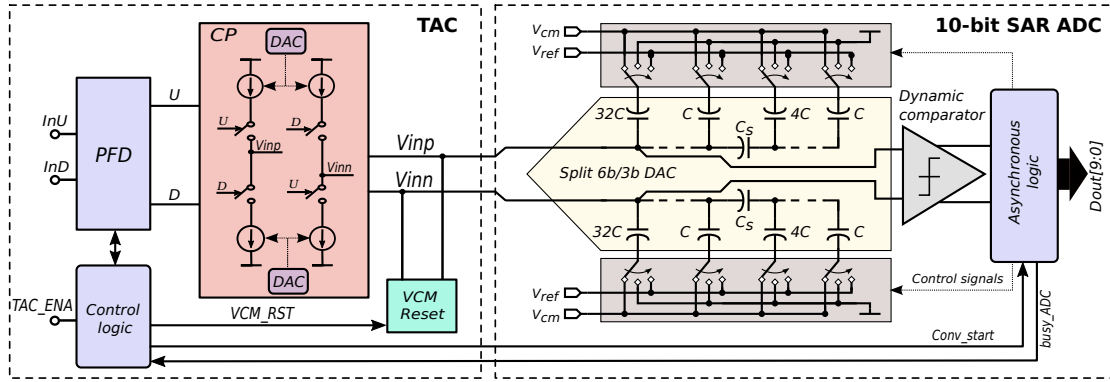 TAC
10-bit SAR ADC
CP
DAC
U
D
Vinp
Vinn
D
U
DAC
InU
InD
PFD
U
D
TAC_ENA
Control
logic
VCM_RST
VCM
Reset
Vinp
Vinn
Vcm
Vref
32C
C
4C
C
Cs
Split 6b/3b DAC
Cs
32C
C
4C
C
Vref
Vcm
Dynamic
comparator
Asynchronous
logic
Dout[9:0]
Control signals
Conv_start
busy_ADC